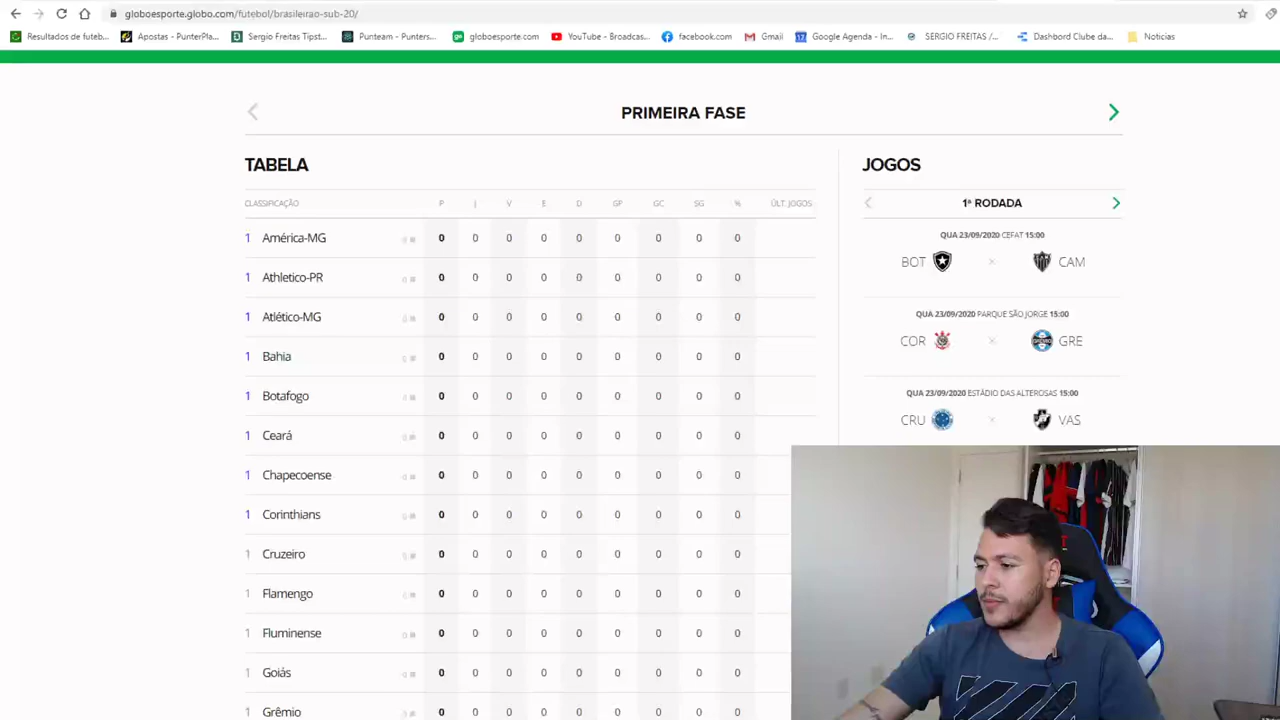 globoesporte.globo.com/futebol/brasileirao-sub-20/
Resultados de futeb... Apostas - PunterPla... Sergio Freitas Tipst... Punteam - Punters... globoesporte.com YouTube - Broadcas... facebook.com Gmail Google Agenda - In... SERGIO FREITAS /... Dashbord Clube da... Noticias
PRIMEIRA FASE
TABELA
CLASSIFICAÇÃO P J V E D GP GC SG % ÚLT. JOGOS
1 América-MG 0 0 0 0 0 0 0 0 0
1 Athletico-PR 0 0 0 0 0 0 0 0 0
1 Atlético-MG 0 0 0 0 0 0 0 0 0
1 Bahia 0 0 0 0 0 0 0 0 0
1 Botafogo 0 0 0 0 0 0 0 0 0
1 Ceará 0 0 0 0 0 0 0 0 0
1 Chapecoense 0 0 0 0 0 0 0 0 0
1 Corinthians 0 0 0 0 0 0 0 0 0
1 Cruzeiro 0 0 0 0 0 0 0 0 0
1 Flamengo 0 0 0 0 0 0 0 0 0
1 Fluminense 0 0 0 0 0 0 0 0 0
1 Goiás 0 0 0 0 0 0 0 0 0
1 Grêmio 0 0 0 0 0 0 0 0 0
JOGOS
1ª RODADA
QUA 23/09/2020 CEFAT 15:00
BOT × CAM
QUA 23/09/2020 PARQUE SÃO JORGE 15:00
COR × GRE
QUA 23/09/2020 ESTÁDIO DAS ALTEROSAS 15:00
CRU × VAS